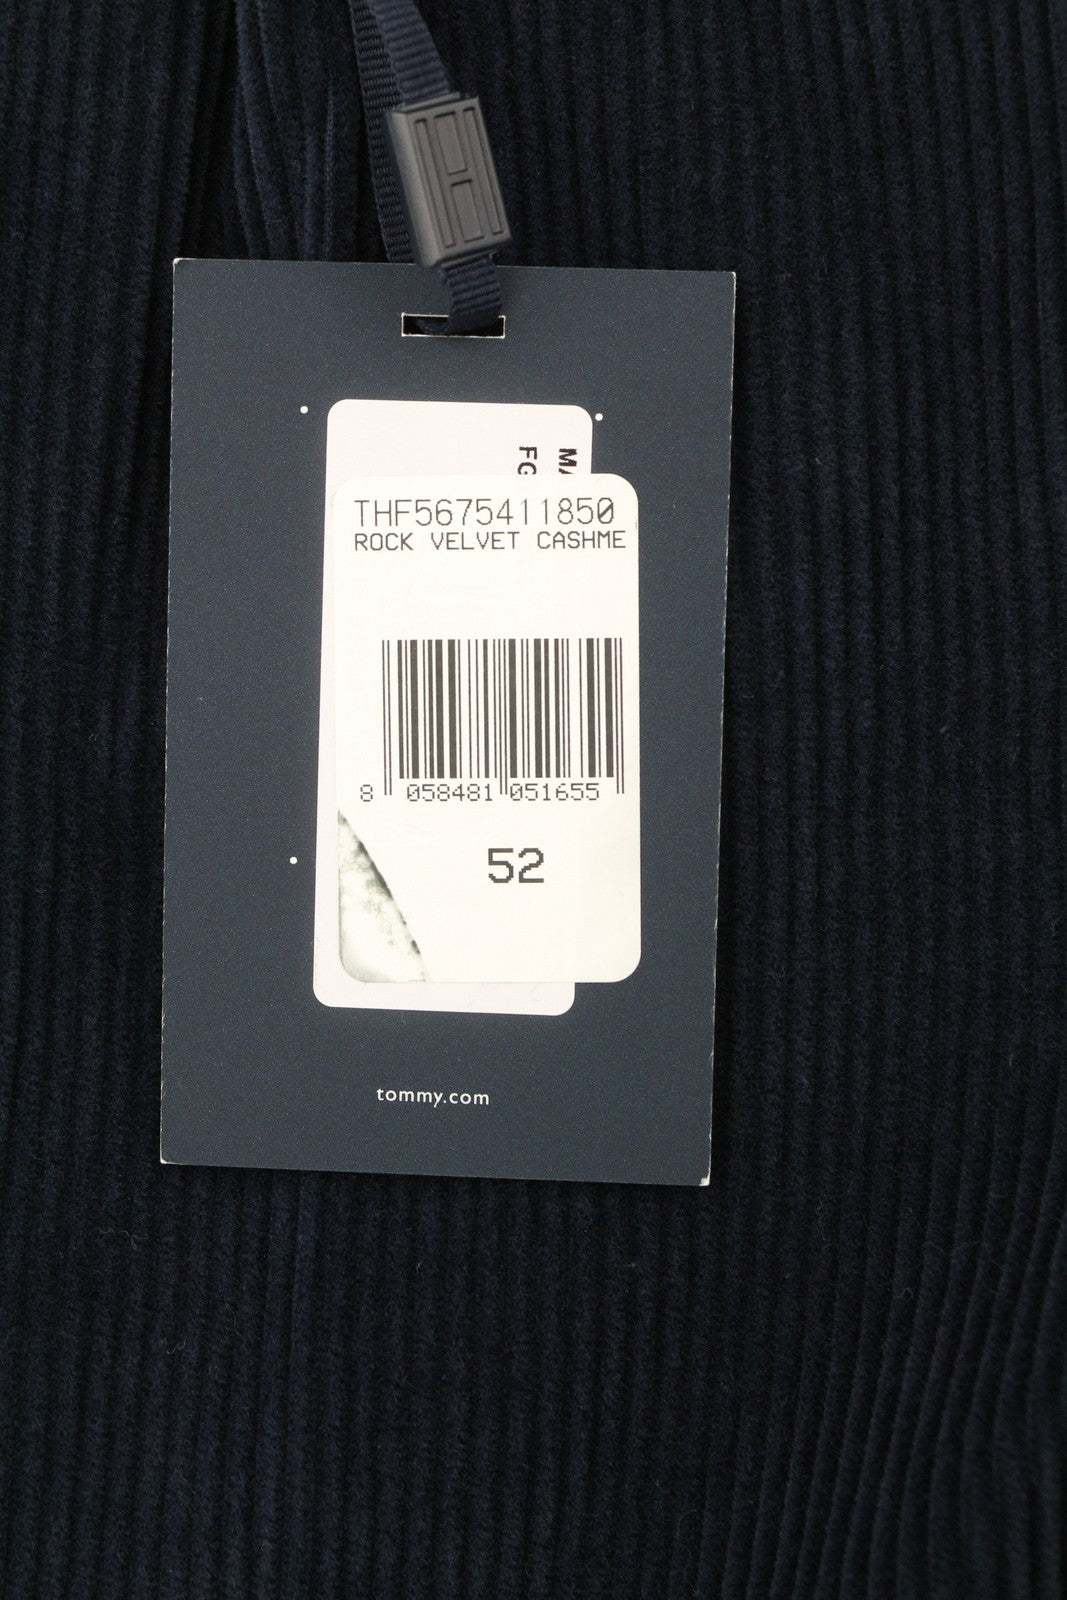 THF5675411850
ROCK VELVET CASHME
8 058481 051655
52
tommy.com